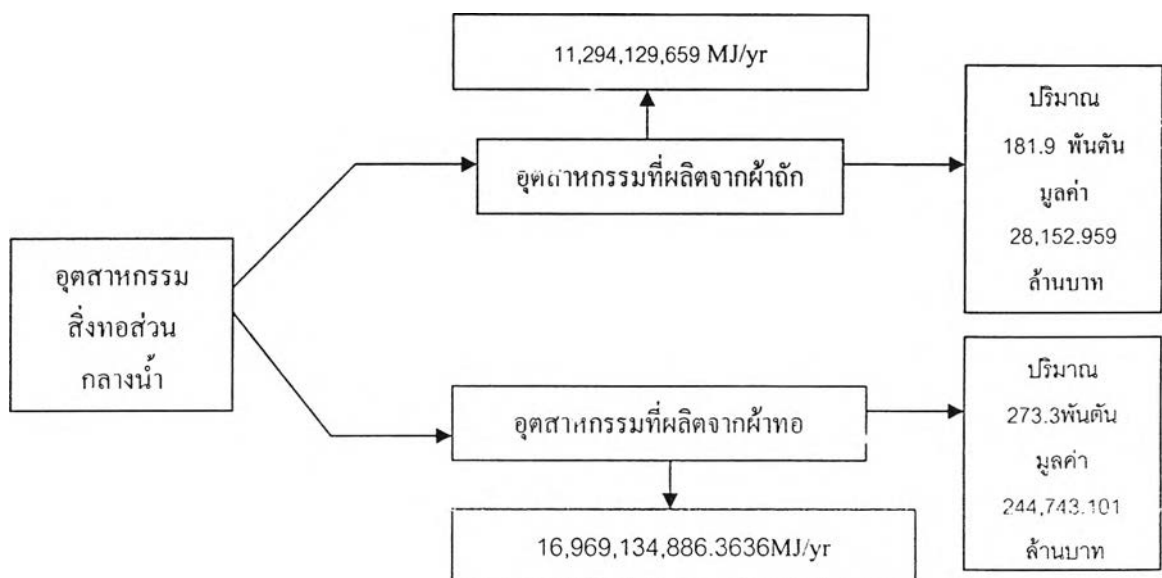 11,294,129,659 MJ/yr
อุตสาหกรรมที่ผลิตจากผ้าถัก
ปริมาณ
181.9 พันตัน
มูลค่า
28,152.959
ล้านบาท
อุตสาหกรรม
สิ่งทอส่วน
กลางน้ำ
อุตสาหกรรมที่ผลิตจากผ้าทอ
ปริมาณ
273.3พันตัน
มูลค่า
244,743.101
ล้านบาท
16,969,134,886.3636MJ/yr